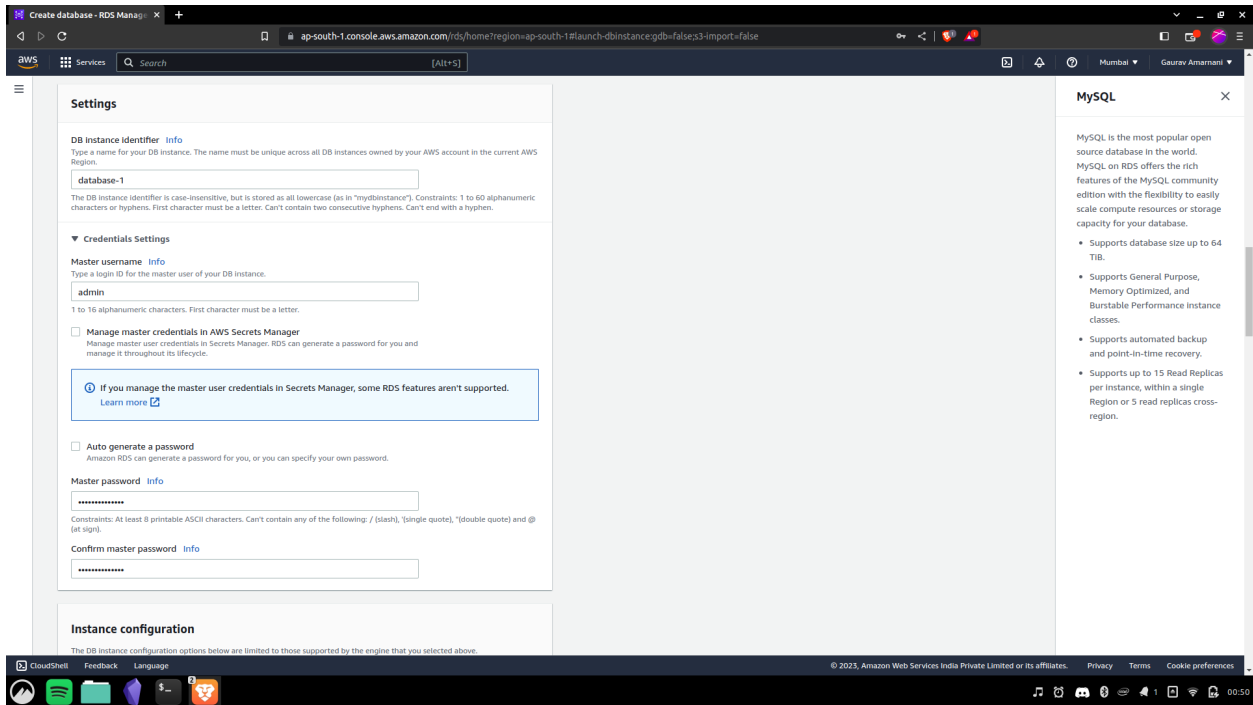 Create database - RDS Manage
ap-south-1.console.aws.amazon.com/rds/home?region=ap-south-1#launch-dbinstance:gdb=false;s3-import=false
aws
Services
Search
[Alt+S]
Mumbai
Gaurav Amarnani
Settings
DB instance identifier Info
Type a name for your DB instance. The name must be unique across all DB instances owned by your AWS account in the current AWS
Region.
database-1
The DB instance identifier is case-insensitive, but is stored as all lowercase (as in "mydbinstance"). Constraints: 1 to 60 alphanumeric
characters or hyphens. First character must be a letter. Can't contain two consecutive hyphens. Can't end with a hyphen.
Credentials Settings
Master username Info
Type a login ID for the master user of your DB instance.
admin
1 to 16 alphanumeric characters. First character must be a letter.
Manage master credentials in AWS Secrets Manager
Manage master user credentials in Secrets Manager. RDS can generate a password for you and
manage it throughout its lifecycle.
If you manage the master user credentials in Secrets Manager, some RDS features aren't supported.
Learn more
Auto generate a password
Amazon RDS can generate a password for you, or you can specify your own password.
Master password Info
••••••••••••••
Constraints: At least 8 printable ASCII characters. Can't contain any of the following: / (slash), '(single quote), "(double quote) and @
(at sign).
Confirm master password Info
••••••••••••••
Instance configuration
The DB instance configuration options below are limited to those supported by the engine that you selected above.
MySQL
MySQL is the most popular open
source database in the world.
MySQL on RDS offers the rich
features of the MySQL community
edition with the flexibility to easily
scale compute resources or storage
capacity for your database.
• Supports database size up to 64
TiB.
• Supports General Purpose,
Memory Optimized, and
Burstable Performance instance
classes.
• Supports automated backup
and point-in-time recovery.
• Supports up to 15 Read Replicas
per instance, within a single
Region or 5 read replicas cross-
region.
CloudShell
Feedback
Language
© 2023, Amazon Web Services India Private Limited or its affiliates.
Privacy
Terms
Cookie preferences
2
1
00:50